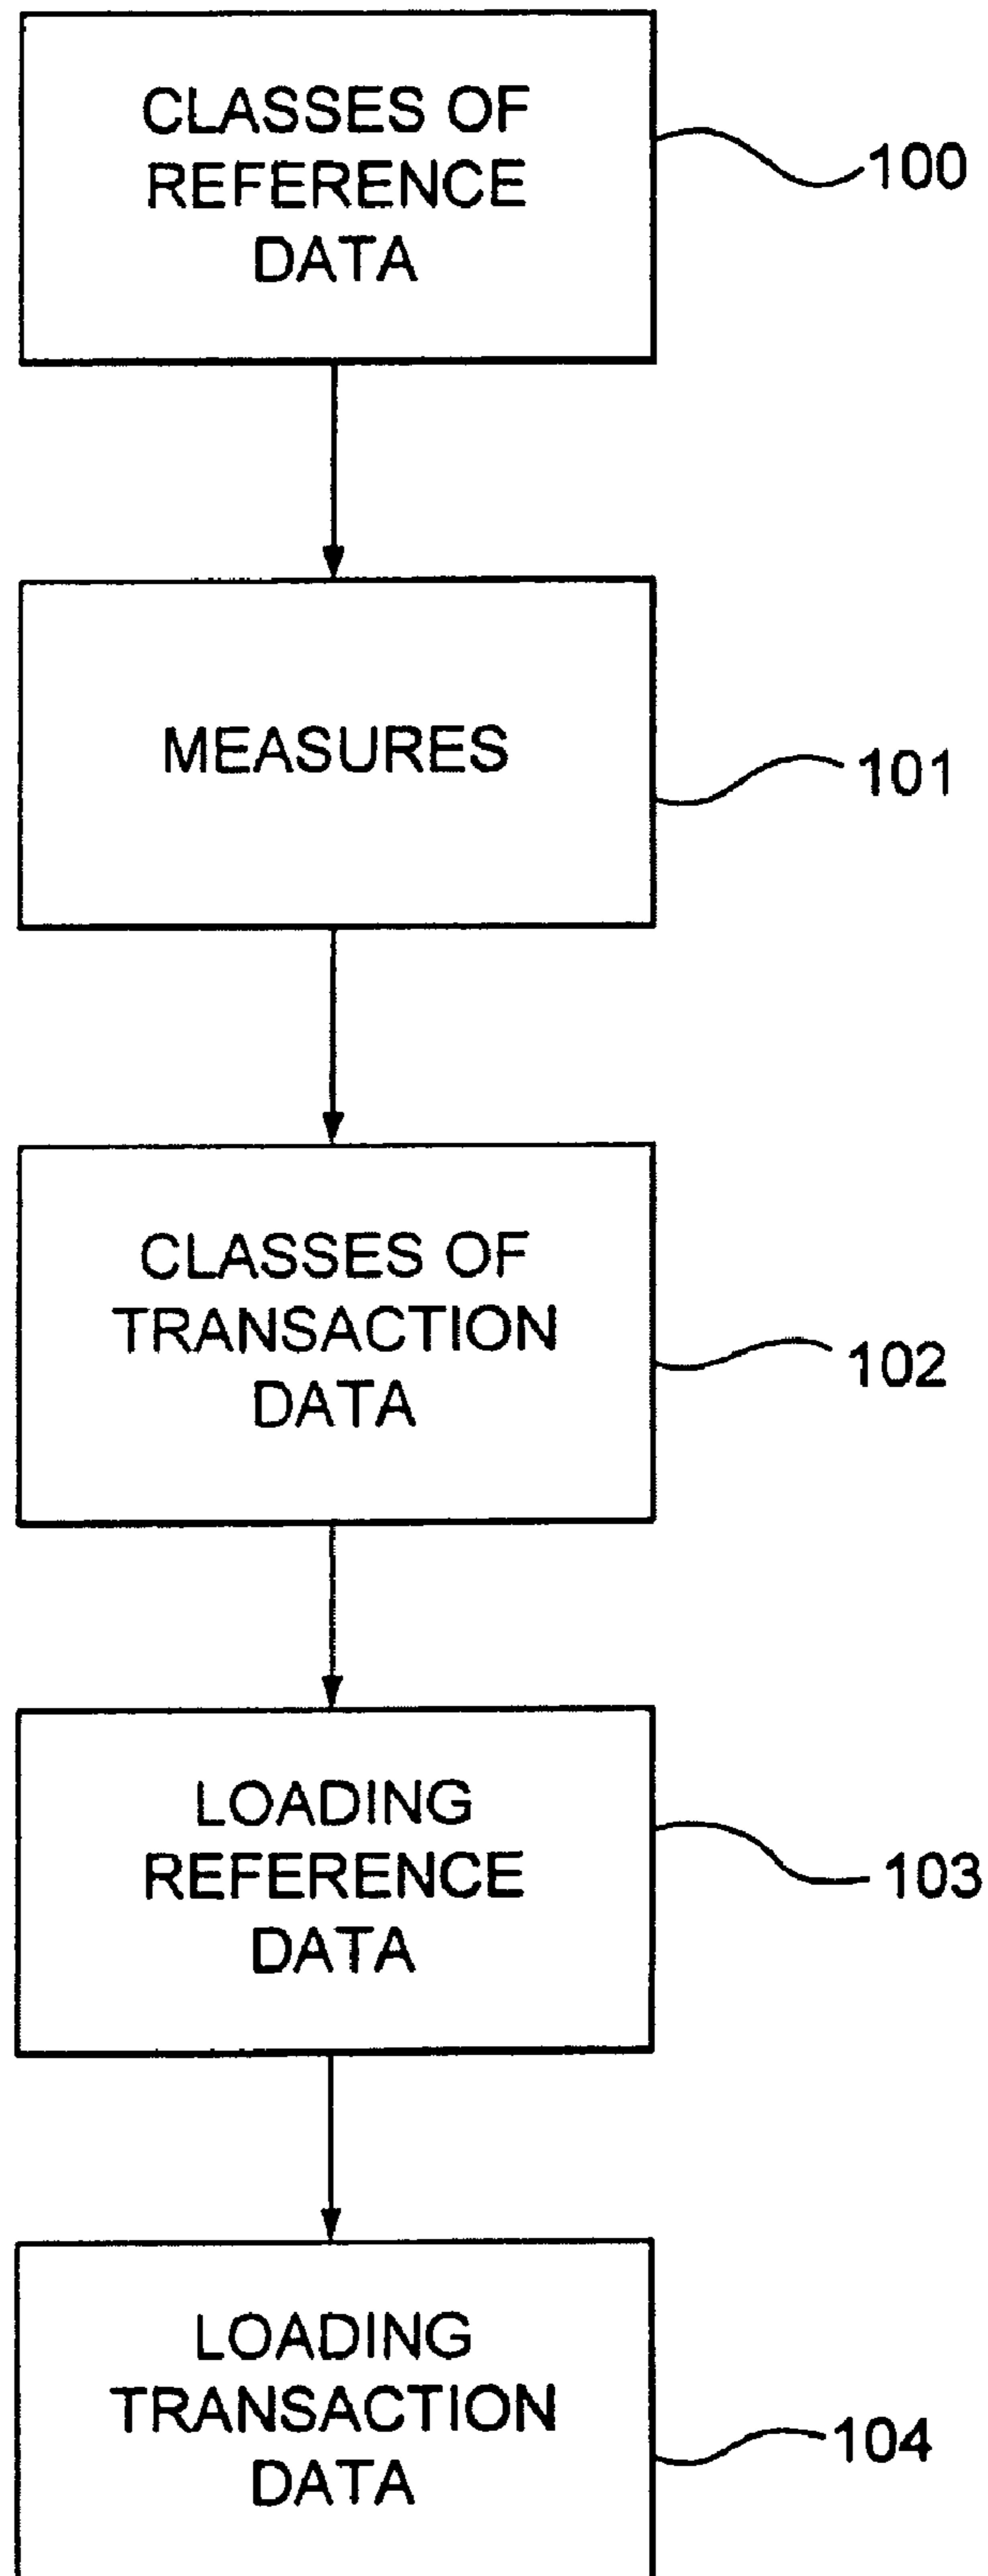 CLASSES OF
REFERENCE
DATA
100
MEASURES
101
CLASSES OF
TRANSACTION
DATA
102
LOADING
REFERENCE
DATA
103
LOADING
TRANSACTION
DATA
104